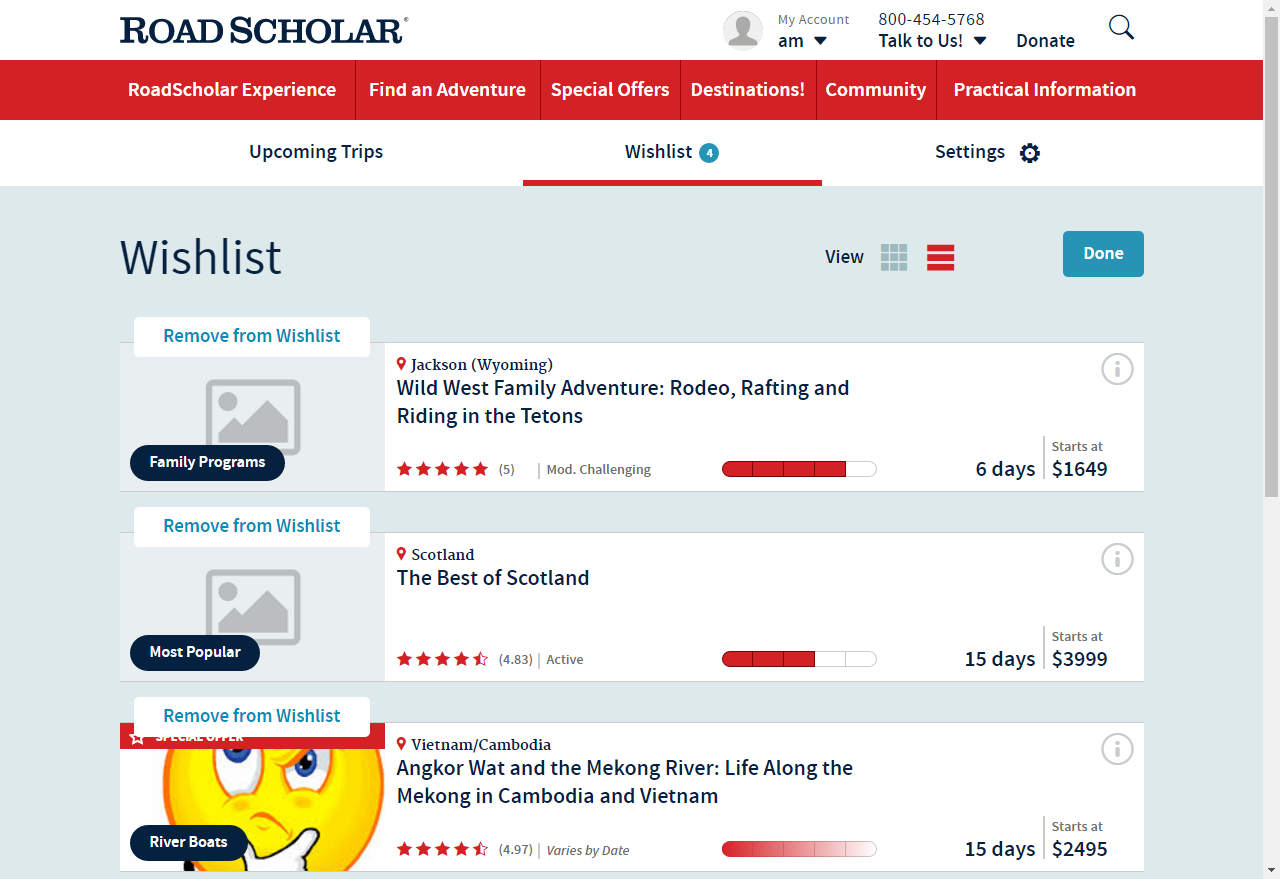 ROAD SCHOLAR®
My Account
am
800-454-5768
Talk to Us!
Donate
RoadScholar Experience
Find an Adventure
Special Offers
Destinations!
Community
Practical Information
Upcoming Trips
Wishlist 4
Settings
Wishlist
View
Done
Remove from Wishlist
Family Programs
Jackson (Wyoming)
Wild West Family Adventure: Rodeo, Rafting and
Riding in the Tetons
(5) | Mod. Challenging
6 days
Starts at
$1649
Remove from Wishlist
Most Popular
Scotland
The Best of Scotland
(4.83) | Active
15 days
Starts at
$3999
Remove from Wishlist
SPECIAL OFFER
River Boats
Vietnam/Cambodia
Angkor Wat and the Mekong River: Life Along the
Mekong in Cambodia and Vietnam
(4.97) | Varies by Date
15 days
Starts at
$2495